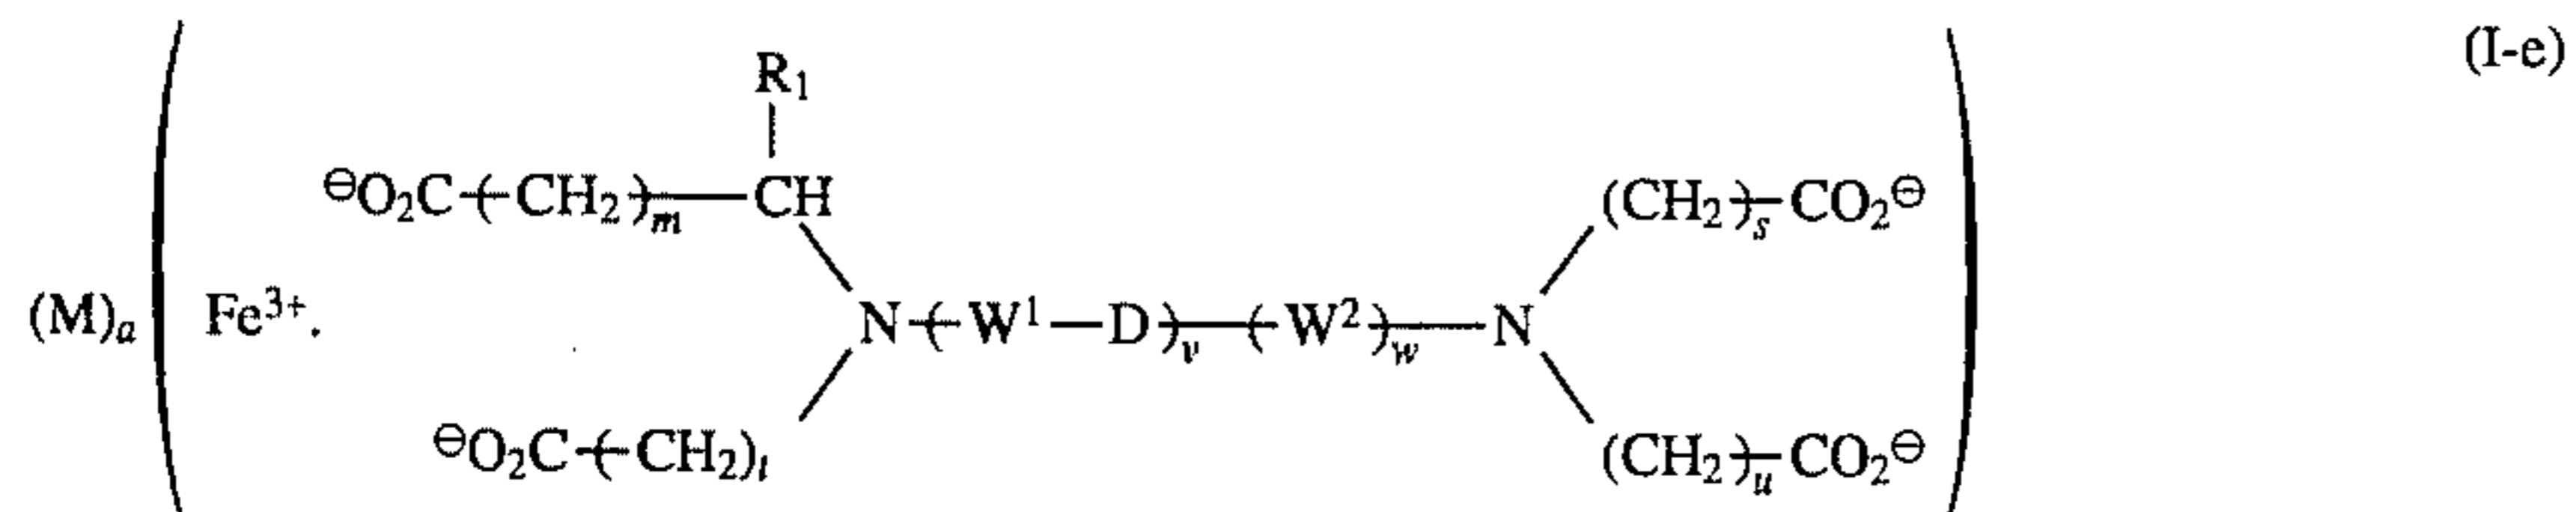 (I-e)
R₁
⊖O₂C-(-CH₂)ₘ—CH (CH₂)ₛ-CO₂⊖
(M)ₐ ( Fe³⁺. N-(-W¹—D-)ᵥ—(-W²-)w—N )
⊖O₂C-(-CH₂)ₜ (CH₂)ᵤ-CO₂⊖